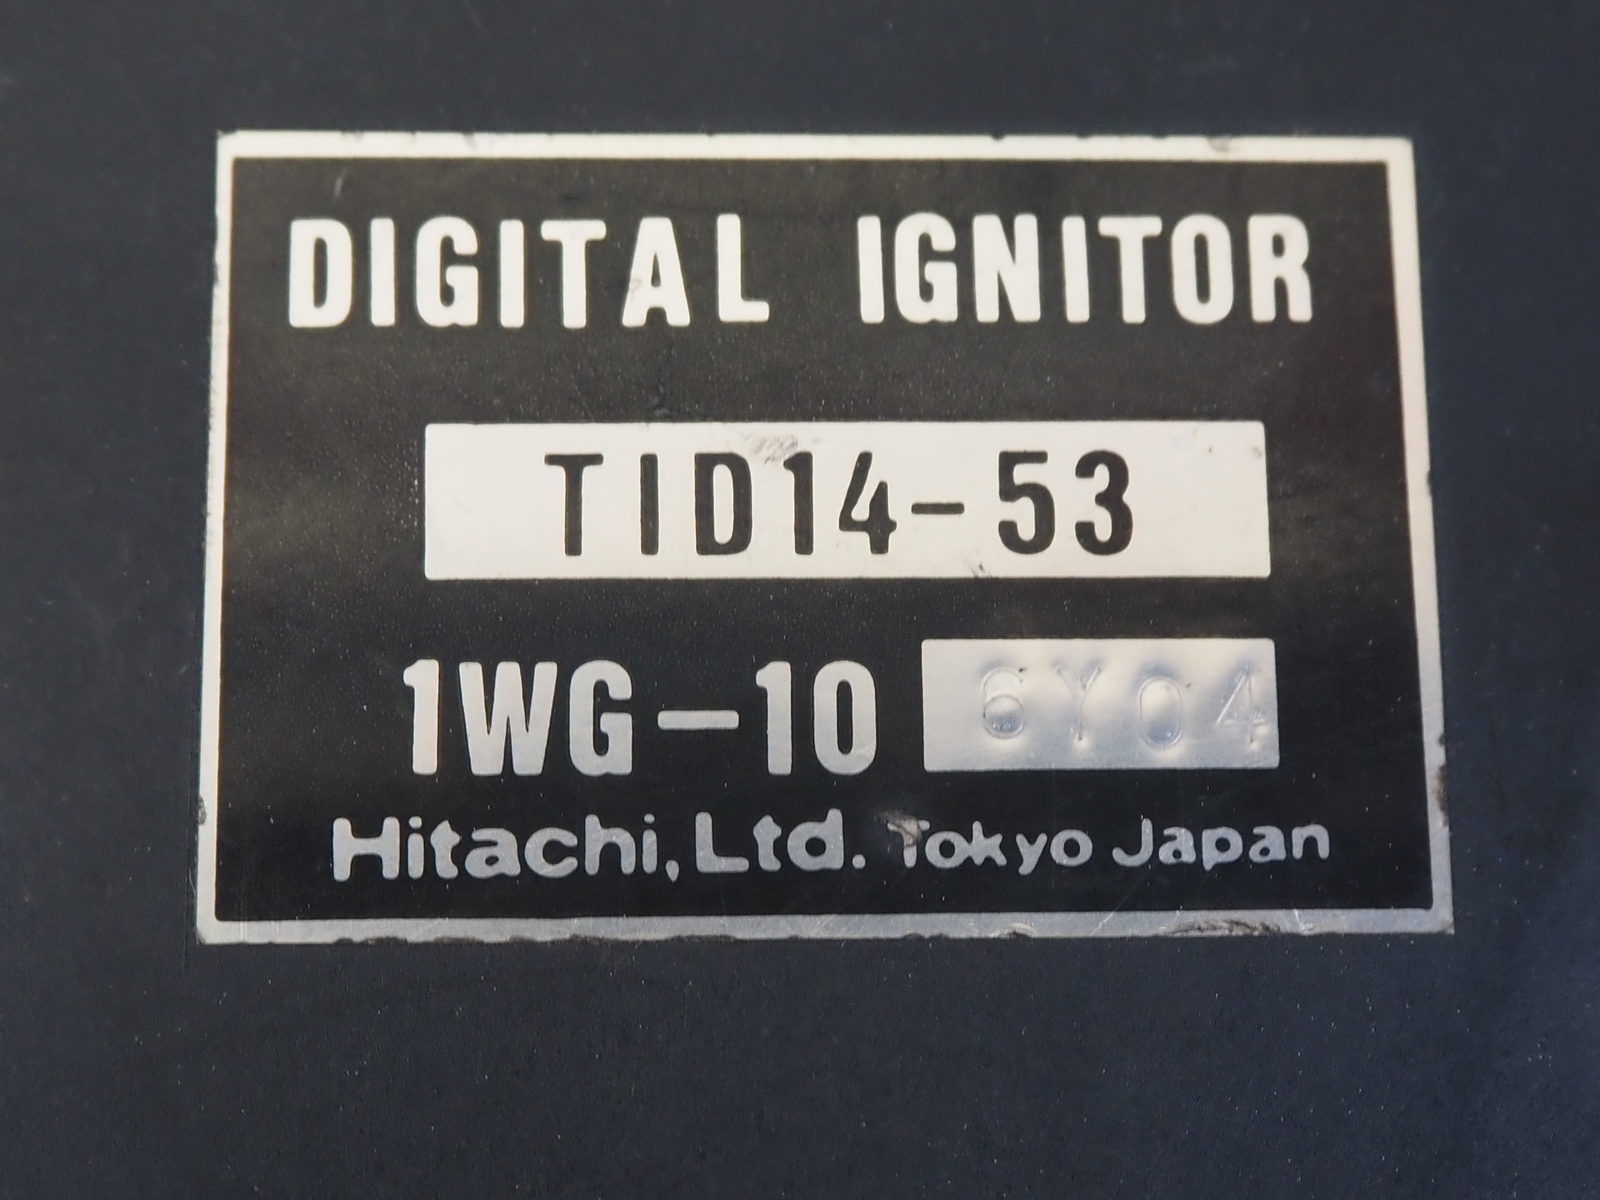 DIGITAL IGNITOR
TID14-53
1WG-10 6Y04
Hitachi, Ltd. Tokyo Japan